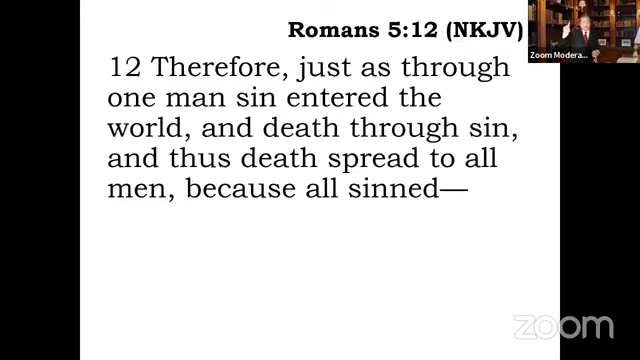 Romans 5:12 (NKJV)
Zoom Modera...
12 Therefore, just as through
one man sin entered the
world, and death through sin,
and thus death spread to all
men, because all sinned—
zoom